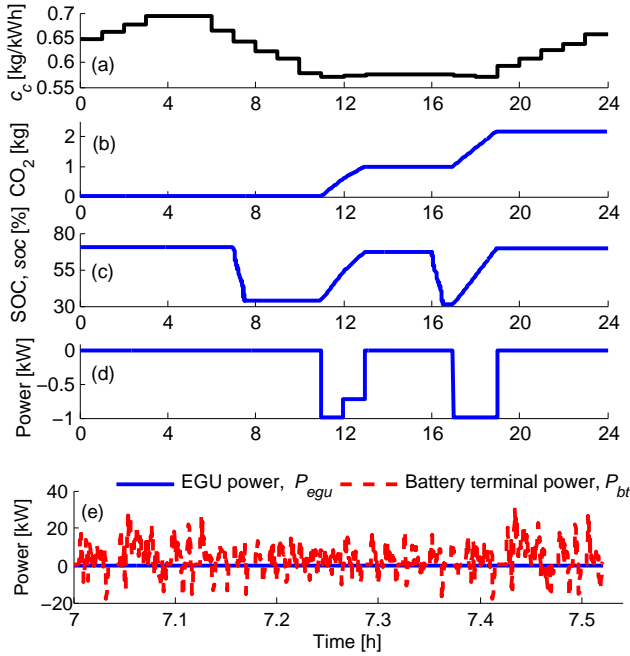 c_c [kg/kWh]
0.65
0.6
0.55
(a)
0 4 8 12 16 20 24
CO2 [kg]
2
1
0
(b)
0 4 8 12 16 20 24
SOC, soc [%]
70
55
30
(c)
0 4 8 12 16 20 24
Power [kW]
0
−0.5
−1
(d)
0 4 8 12 16 20 24
EGU power, P_egu Battery terminal power, P_bt
Power [kW]
40
20
0
−20
(e)
7 7.1 7.2 7.3 7.4 7.5
Time [h]